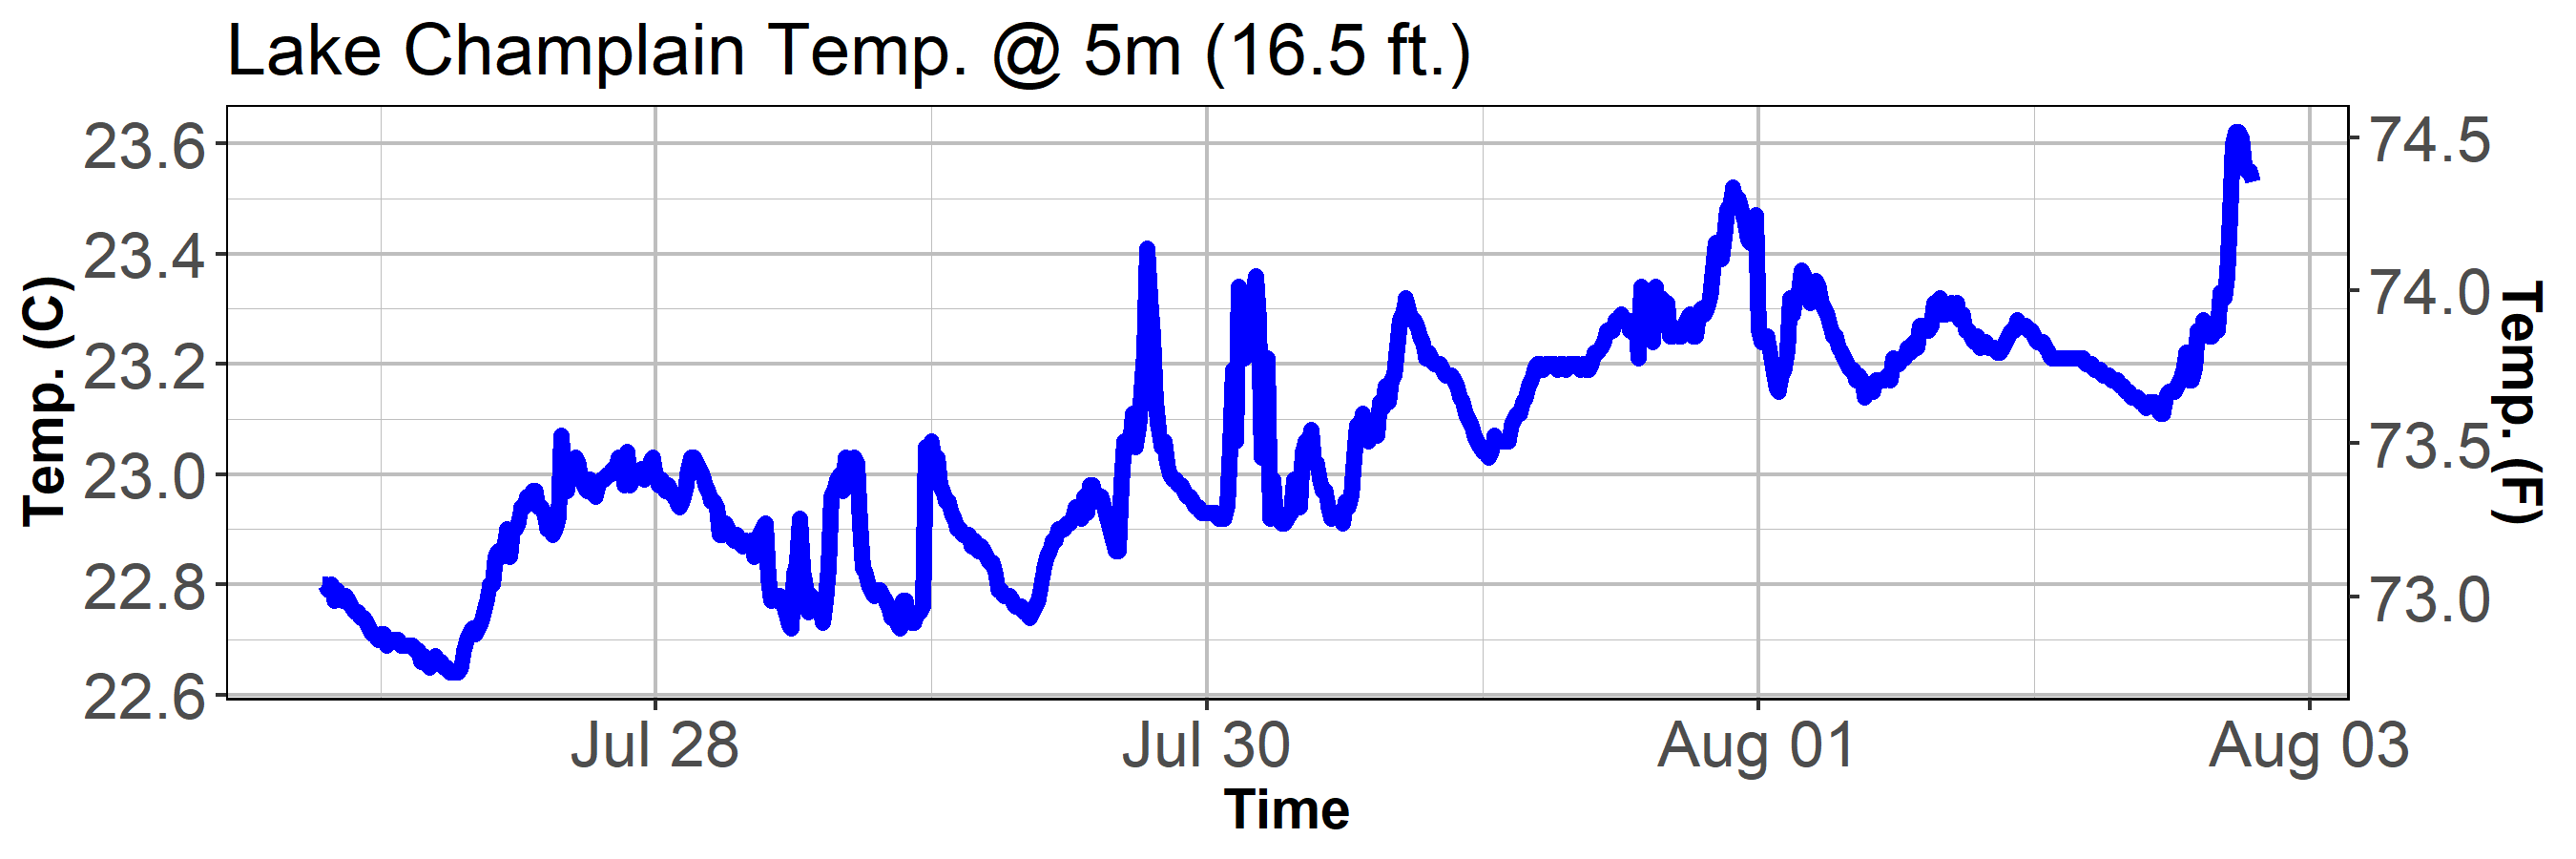 Lake Champlain Temp. @ 5m (16.5 ft.)
Temp. (C)
23.6
23.4
23.2
23.0
22.8
22.6
74.5
74.0
73.5
73.0
Temp. (F)
Jul 28
Jul 30
Aug 01
Aug 03
Time